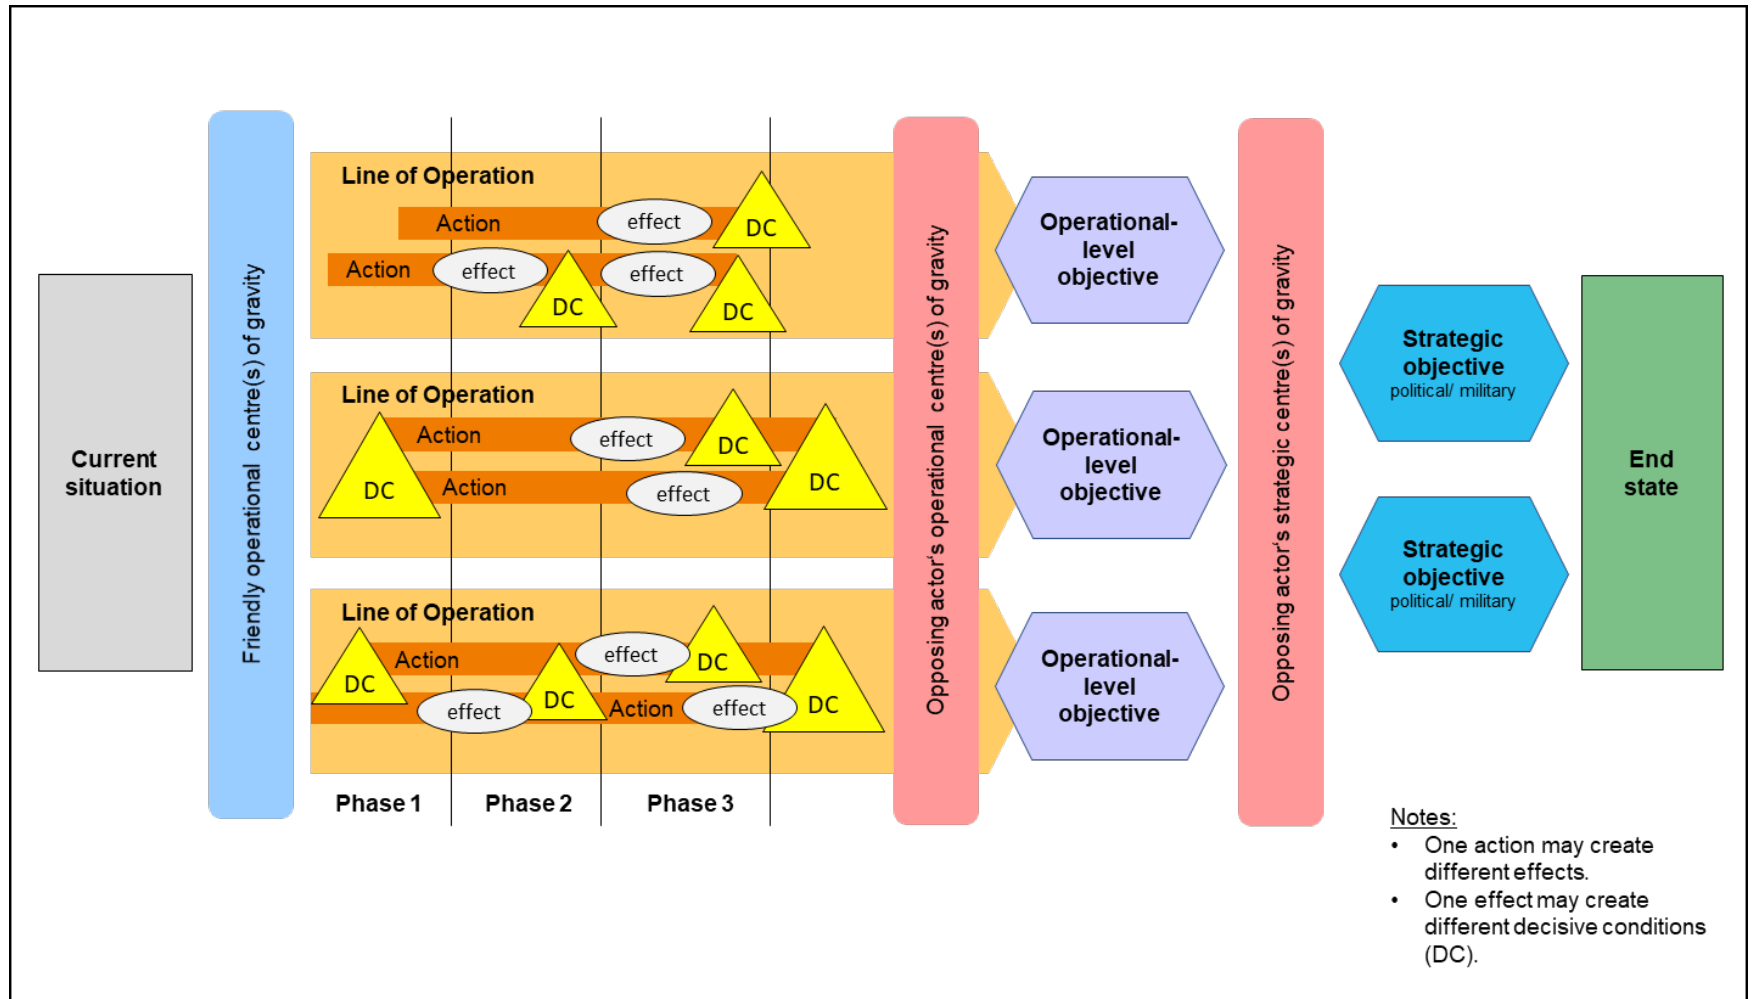 Current
situation
Friendly operational centre(s) of gravity
Line of Operation
Action
effect
DC
Action
effect
DC
effect
DC
Line of Operation
DC
Action
effect
DC
Action
effect
DC
Line of Operation
DC
Action
effect
DC
effect
DC
Action
effect
DC
Phase 1
Phase 2
Phase 3
Opposing actor's operational centre(s) of gravity
Operational-
level
objective
Operational-
level
objective
Operational-
level
objective
Opposing actor's strategic centre(s) of gravity
Strategic
objective
political/ military
Strategic
objective
political/ military
End
state
Notes:
• One action may create
different effects.
• One effect may create
different decisive conditions
(DC).